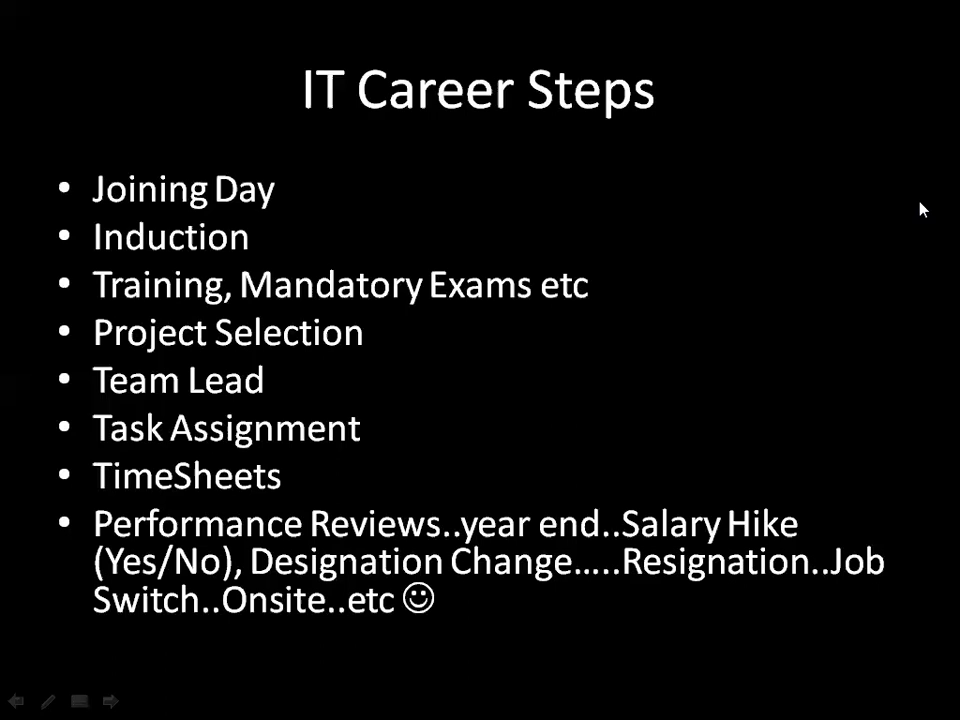 IT Career Steps
• Joining Day
• Induction
• Training, Mandatory Exams etc
• Project Selection
• Team Lead
• Task Assignment
• TimeSheets
• Performance Reviews..year end..Salary Hike
(Yes/No), Designation Change.....Resignation..Job
Switch..Onsite..etc ☺